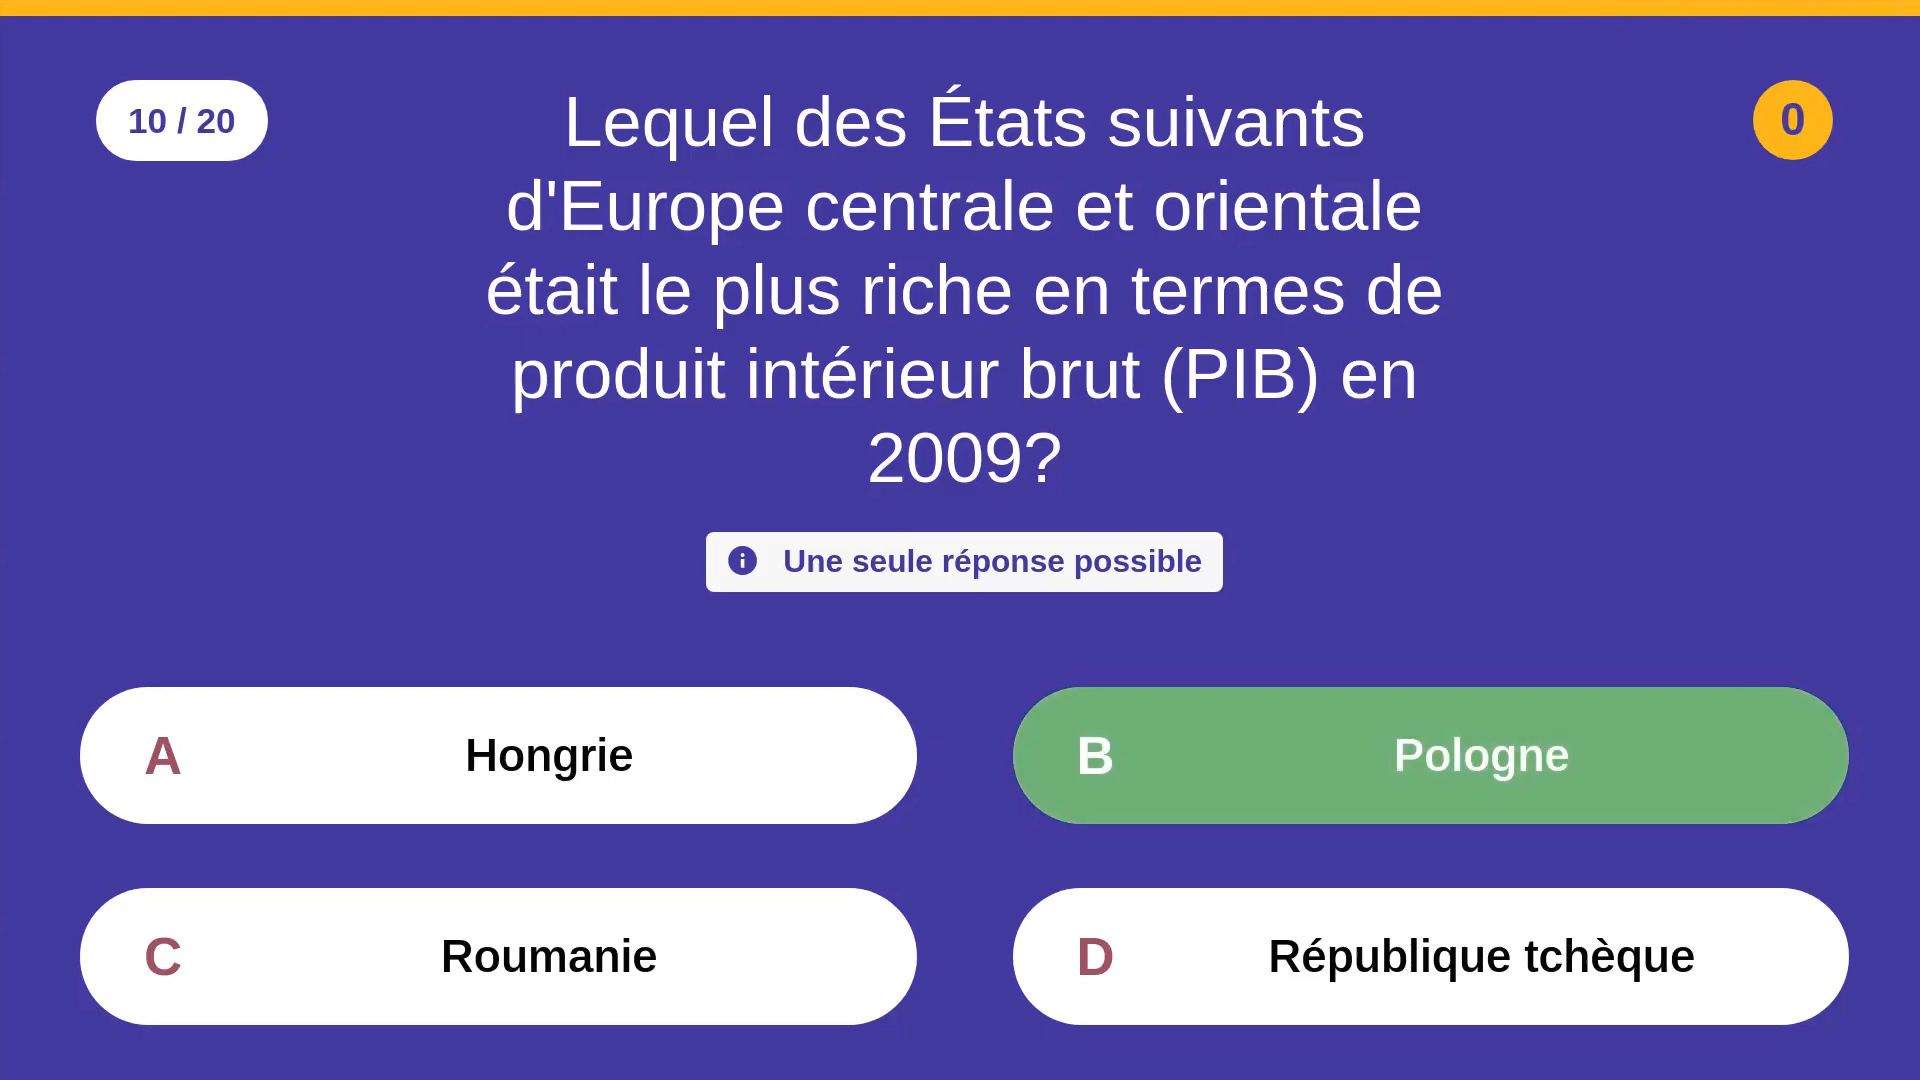 10 / 20
Lequel des États suivants
d'Europe centrale et orientale
était le plus riche en termes de
produit intérieur brut (PIB) en
2009?
0
Une seule réponse possible
A Hongrie
B Pologne
C Roumanie
D République tchèque